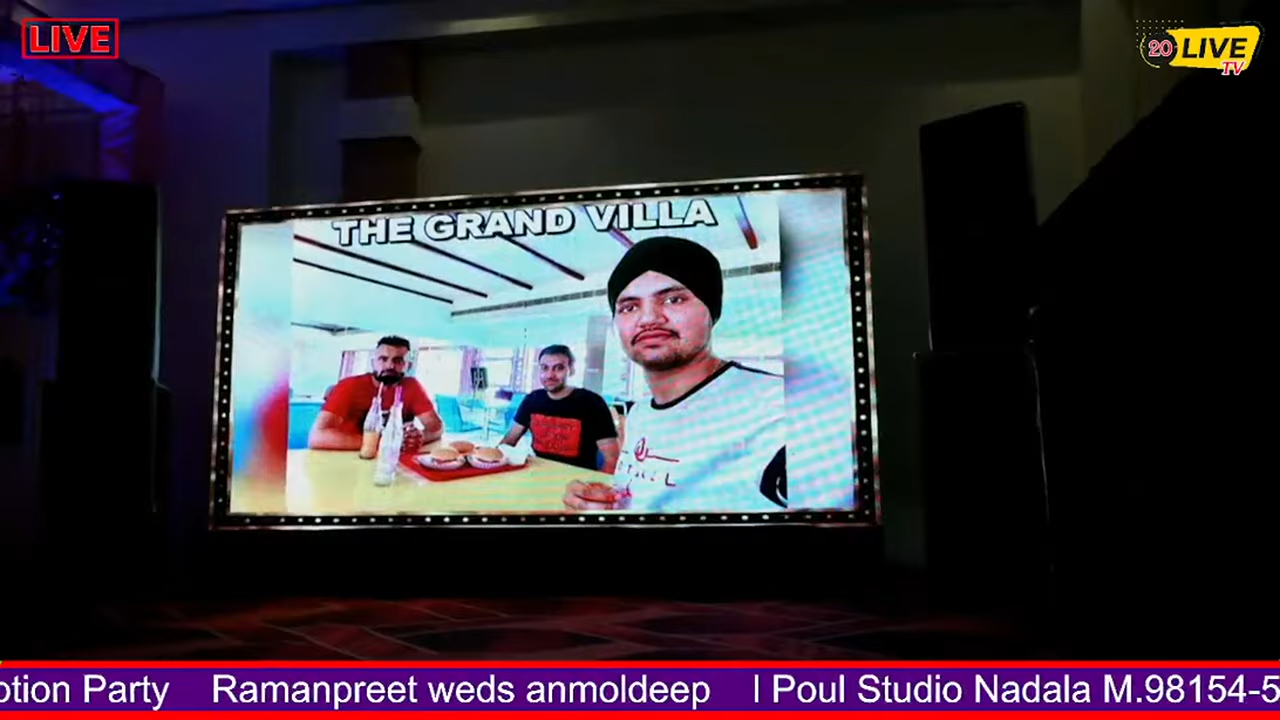 LIVE
20 LIVE
TV
THE GRAND VILLA
otion Party Ramanpreet weds anmoldeep l Poul Studio Nadala M.98154-5